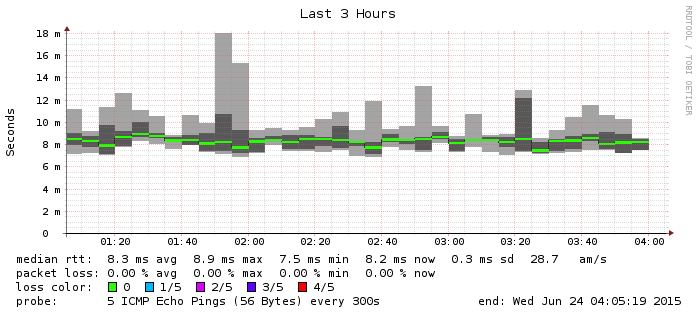 Last 3 Hours
RRDTOOL / TOBI OETIKER
Seconds
18 m
16 m
14 m
12 m
10 m
8 m
6 m
4 m
2 m
0
01:20 01:40 02:00 02:20 02:40 03:00 03:20 03:40 04:00
median rtt: 8.3 ms avg 8.9 ms max 7.5 ms min 8.2 ms now 0.3 ms sd 28.7 am/s
packet loss: 0.00 % avg 0.00 % max 0.00 % min 0.00 % now
loss color: 0 1/5 2/5 3/5 4/5
probe: 5 ICMP Echo Pings (56 Bytes) every 300s end: Wed Jun 24 04:05:19 2015